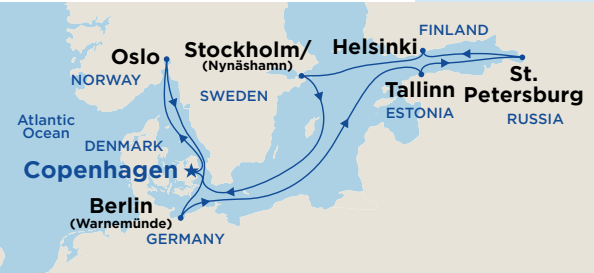 FINLAND
Oslo
Stockholm/
(Nynäshamn)
Helsinki
NORWAY
SWEDEN
St.
Petersburg
Tallinn
ESTONIA
RUSSIA
Atlantic
Ocean
DENMARK
Copenhagen
Berlin
(Warnemünde)
GERMANY